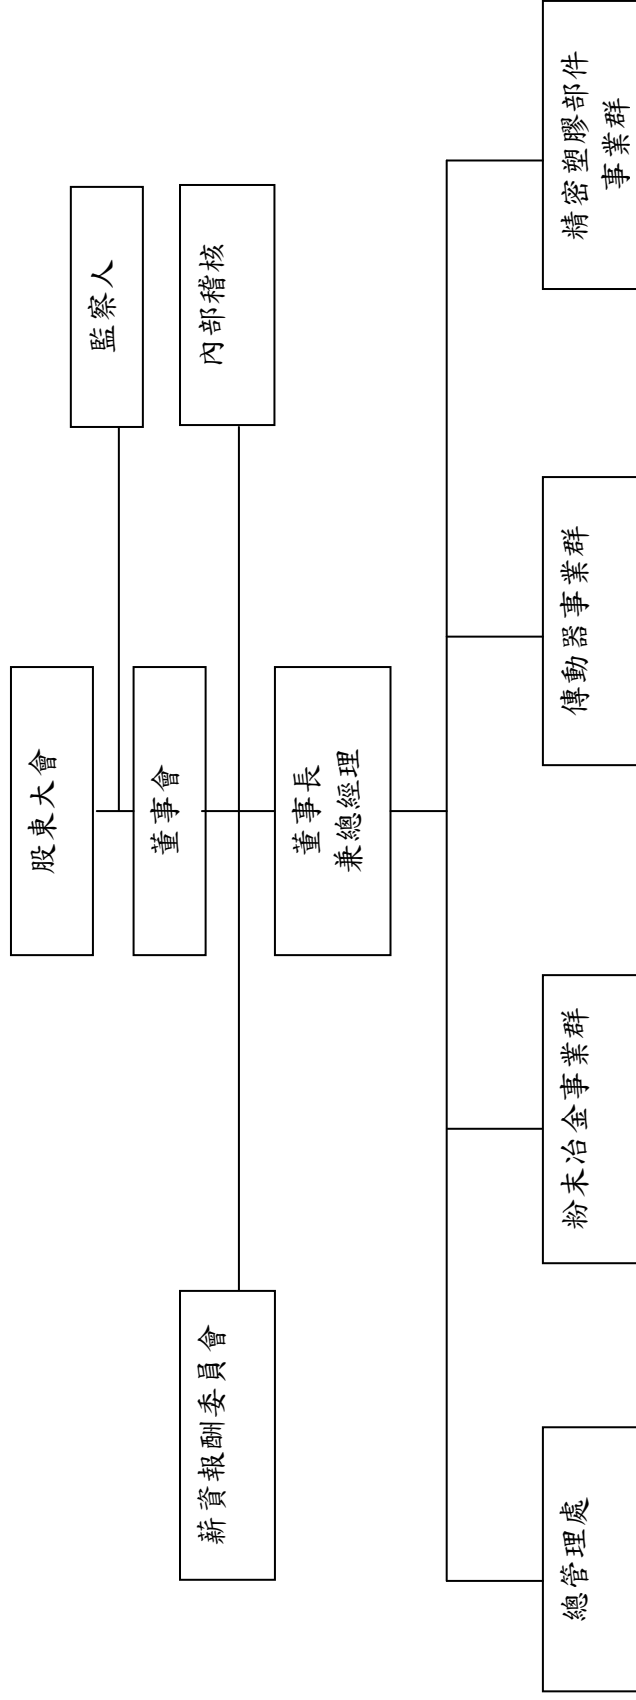 股東大會
監察人
董事會
薪資報酬委員會
內部稽核
董事長
兼總經理
總管理處
粉末冶金事業群
傳動器事業群
精密塑膠部件
事業群